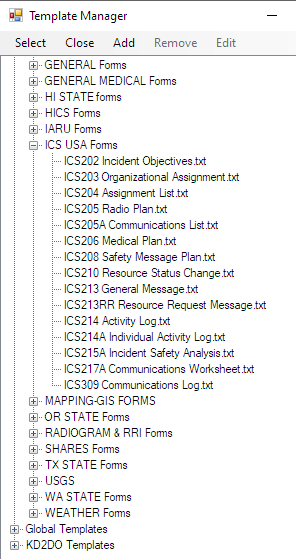 Template Manager
Select Close Add Remove Edit
GENERAL Forms
GENERAL MEDICAL Forms
HI STATE forms
HICS Forms
IARU Forms
ICS USA Forms
ICS202 Incident Objectives.txt
ICS203 Organizational Assignment.txt
ICS204 Assignment List.txt
ICS205 Radio Plan.txt
ICS205A Communications List.txt
ICS206 Medical Plan.txt
ICS208 Safety Message Plan.txt
ICS210 Resource Status Change.txt
ICS213 General Message.txt
ICS213RR Resource Request Message.txt
ICS214 Activity Log.txt
ICS214A Individual Activity Log.txt
ICS215A Incident Safety Analysis.txt
ICS217A Communications Worksheet.txt
ICS309 Communications Log.txt
MAPPING-GIS FORMS
OR STATE Forms
RADIOGRAM & RRI Forms
SHARES Forms
TX STATE Forms
USGS
WA STATE Forms
WEATHER Forms
Global Templates
KD2DO Templates